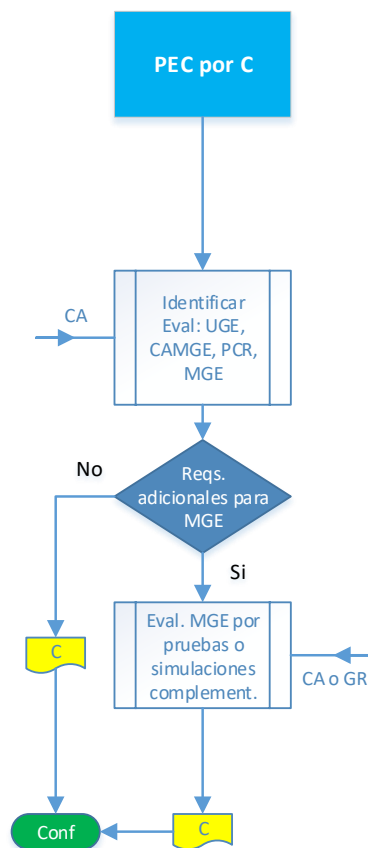 PEC por C
CA
Identificar
Eval: UGE,
CAMGE, PCR,
MGE
No
Reqs.
adicionales para
MGE
Si
C
Eval. MGE por
pruebas o
simulaciones
complement.
CA o GR
Conf
C